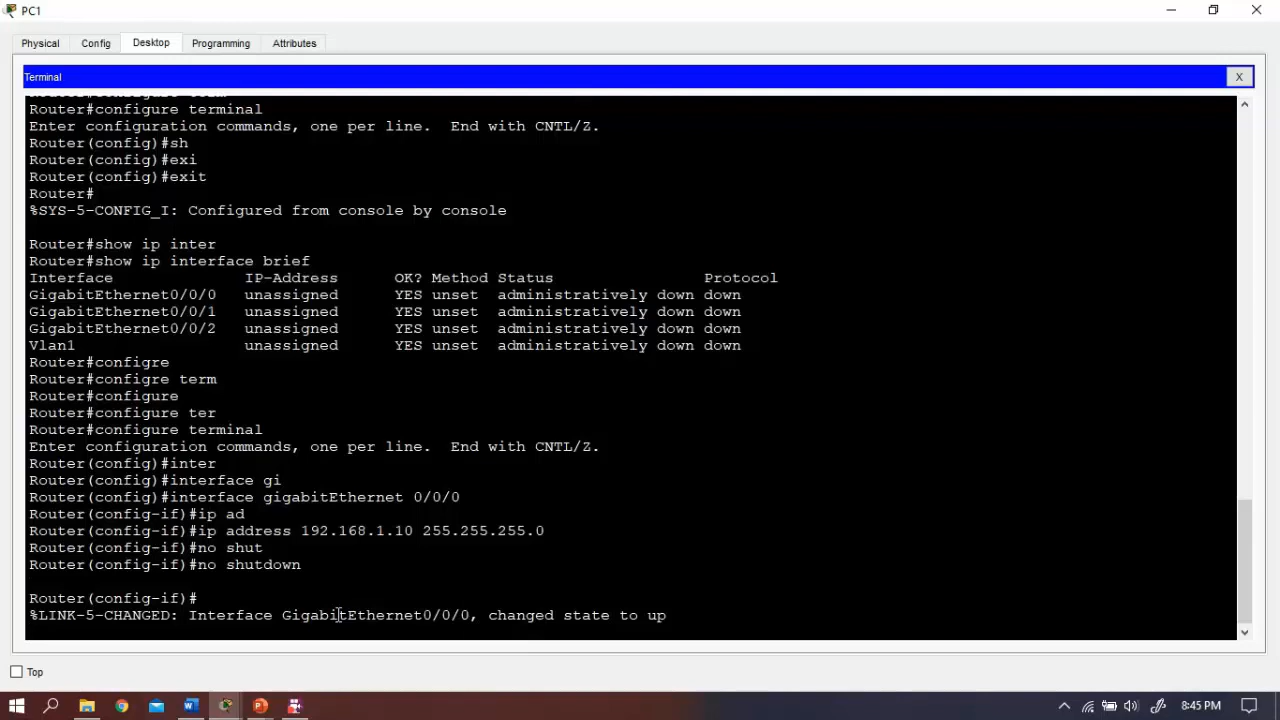 PC1
Physical Config Desktop Programming Attributes
Terminal
X
Router#configure terminal
Enter configuration commands, one per line.  End with CNTL/Z.
Router(config)#sh
Router(config)#exi
Router(config)#exit
Router#
%SYS-5-CONFIG_I: Configured from console by console
Router#show ip inter
Router#show ip interface brief
Interface IP-Address OK? Method Status Protocol
GigabitEthernet0/0/0 unassigned YES unset administratively down down
GigabitEthernet0/0/1 unassigned YES unset administratively down down
GigabitEthernet0/0/2 unassigned YES unset administratively down down
Vlan1 unassigned YES unset administratively down down
Router#configre
Router#configre term
Router#configure
Router#configure ter
Router#configure terminal
Enter configuration commands, one per line.  End with CNTL/Z.
Router(config)#inter
Router(config)#interface gi
Router(config)#interface gigabitEthernet 0/0/0
Router(config-if)#ip ad
Router(config-if)#ip address 192.168.1.10 255.255.255.0
Router(config-if)#no shut
Router(config-if)#no shutdown
Router(config-if)#
%LINK-5-CHANGED: Interface GigabitEthernet0/0/0, changed state to up
Top
8:45 PM